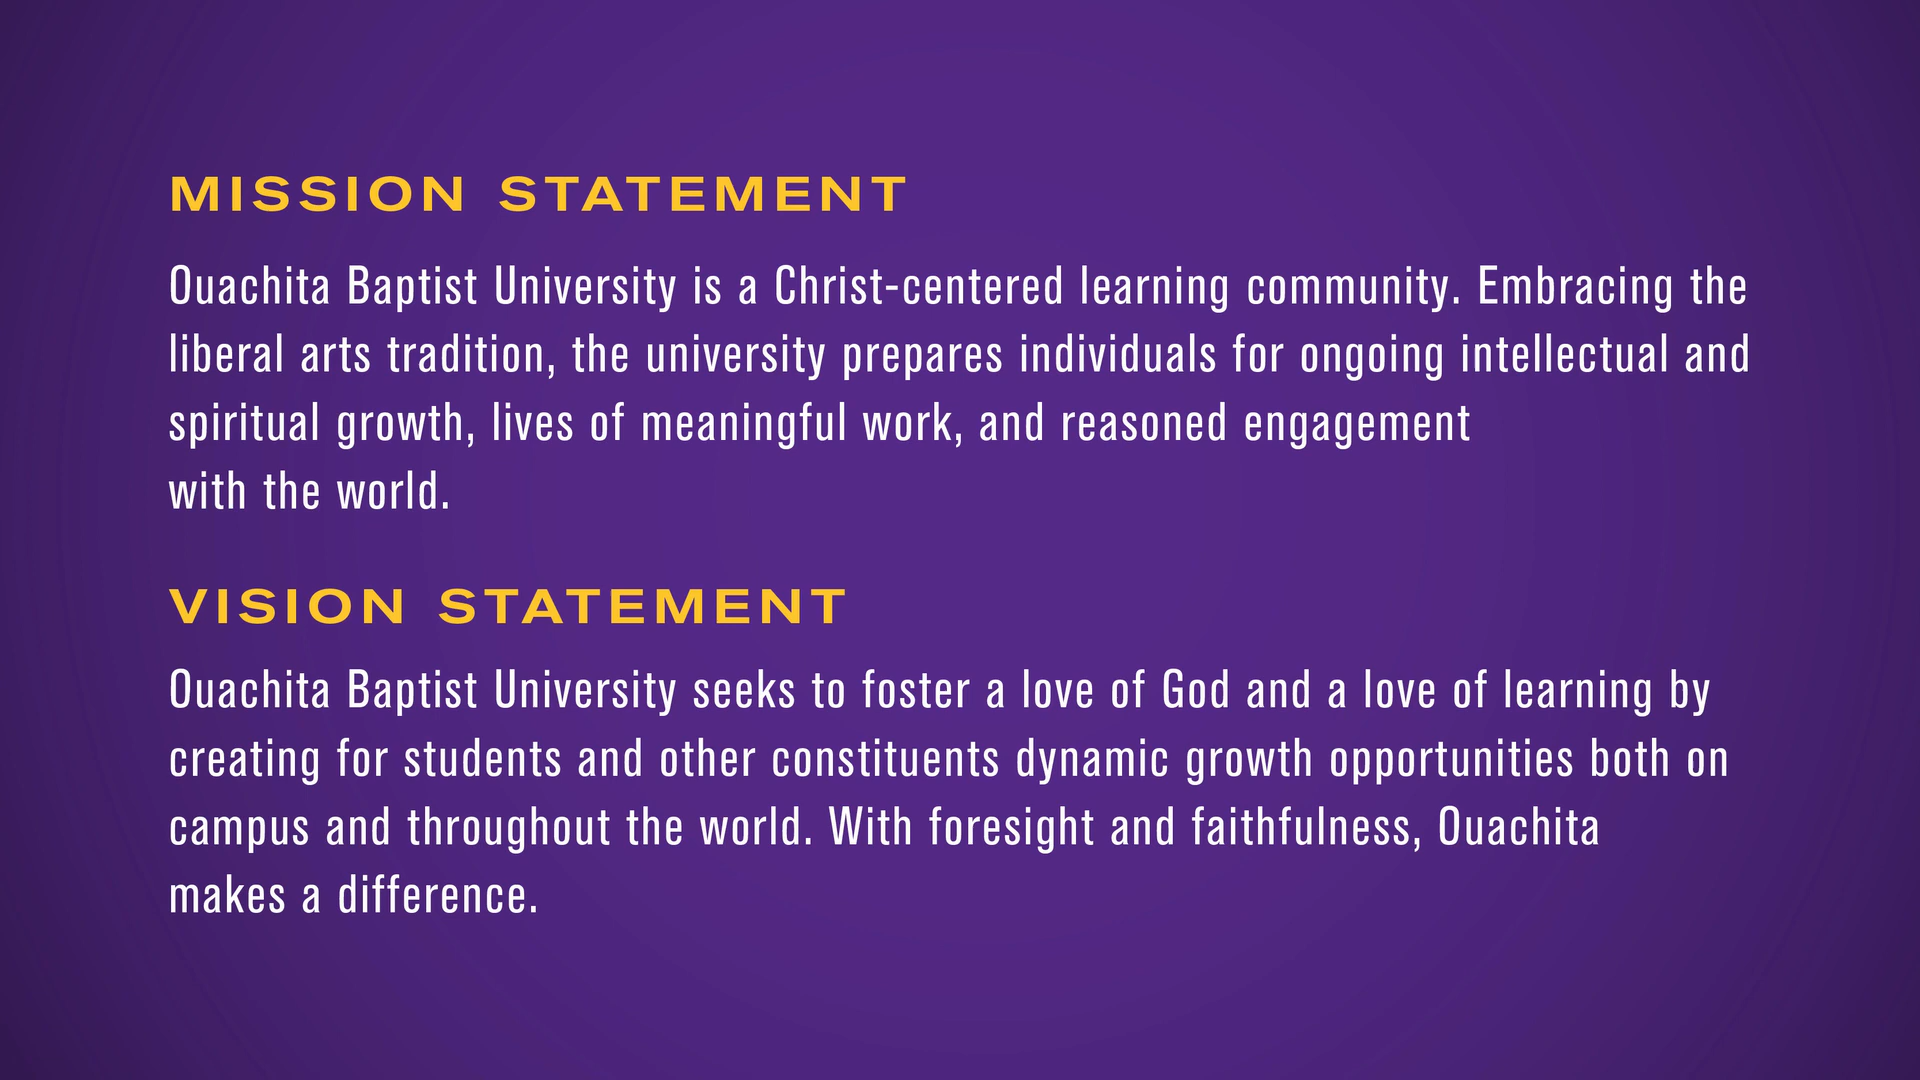 MISSION STATEMENT
Ouachita Baptist University is a Christ-centered learning community. Embracing the
liberal arts tradition, the university prepares individuals for ongoing intellectual and
spiritual growth, lives of meaningful work, and reasoned engagement
with the world.
VISION STATEMENT
Ouachita Baptist University seeks to foster a love of God and a love of learning by
creating for students and other constituents dynamic growth opportunities both on
campus and throughout the world. With foresight and faithfulness, Ouachita
makes a difference.